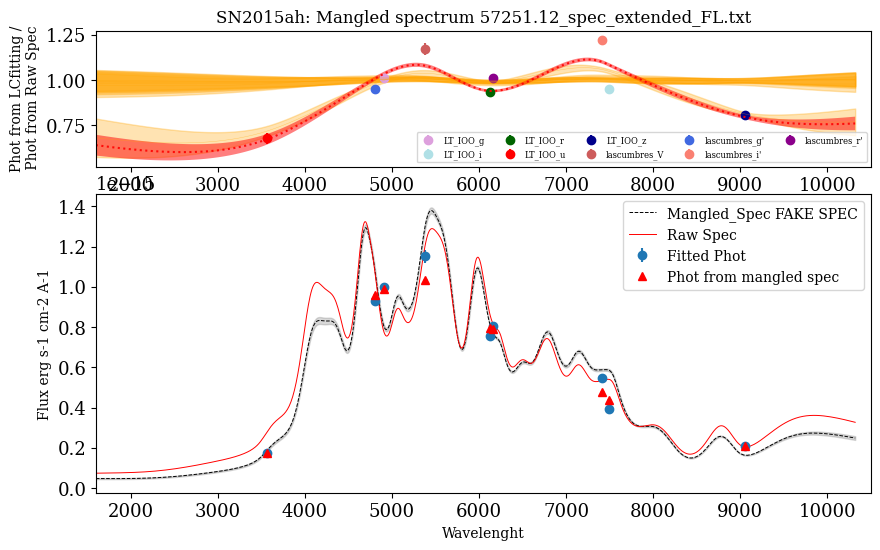 SN2015ah: Mangled spectrum 57251.12_spec_extended_FL.txt
Phot from LCfitting /
Phot from Raw Spec
1.25
1.00
0.75
LT_IOO_g LT_IOO_r LT_IOO_z lascumbres_g' lascumbres_r'
LT_IOO_i LT_IOO_u lascumbres_V lascumbres_i'
2000 3000 4000 5000 6000 7000 8000 9000 10000
1e−15
Flux erg s-1 cm-2 A-1
1.4
1.2
1.0
0.8
0.6
0.4
0.2
0.0
Mangled_Spec FAKE SPEC
Raw Spec
Fitted Phot
Phot from mangled spec
2000 3000 4000 5000 6000 7000 8000 9000 10000
Wavelenght